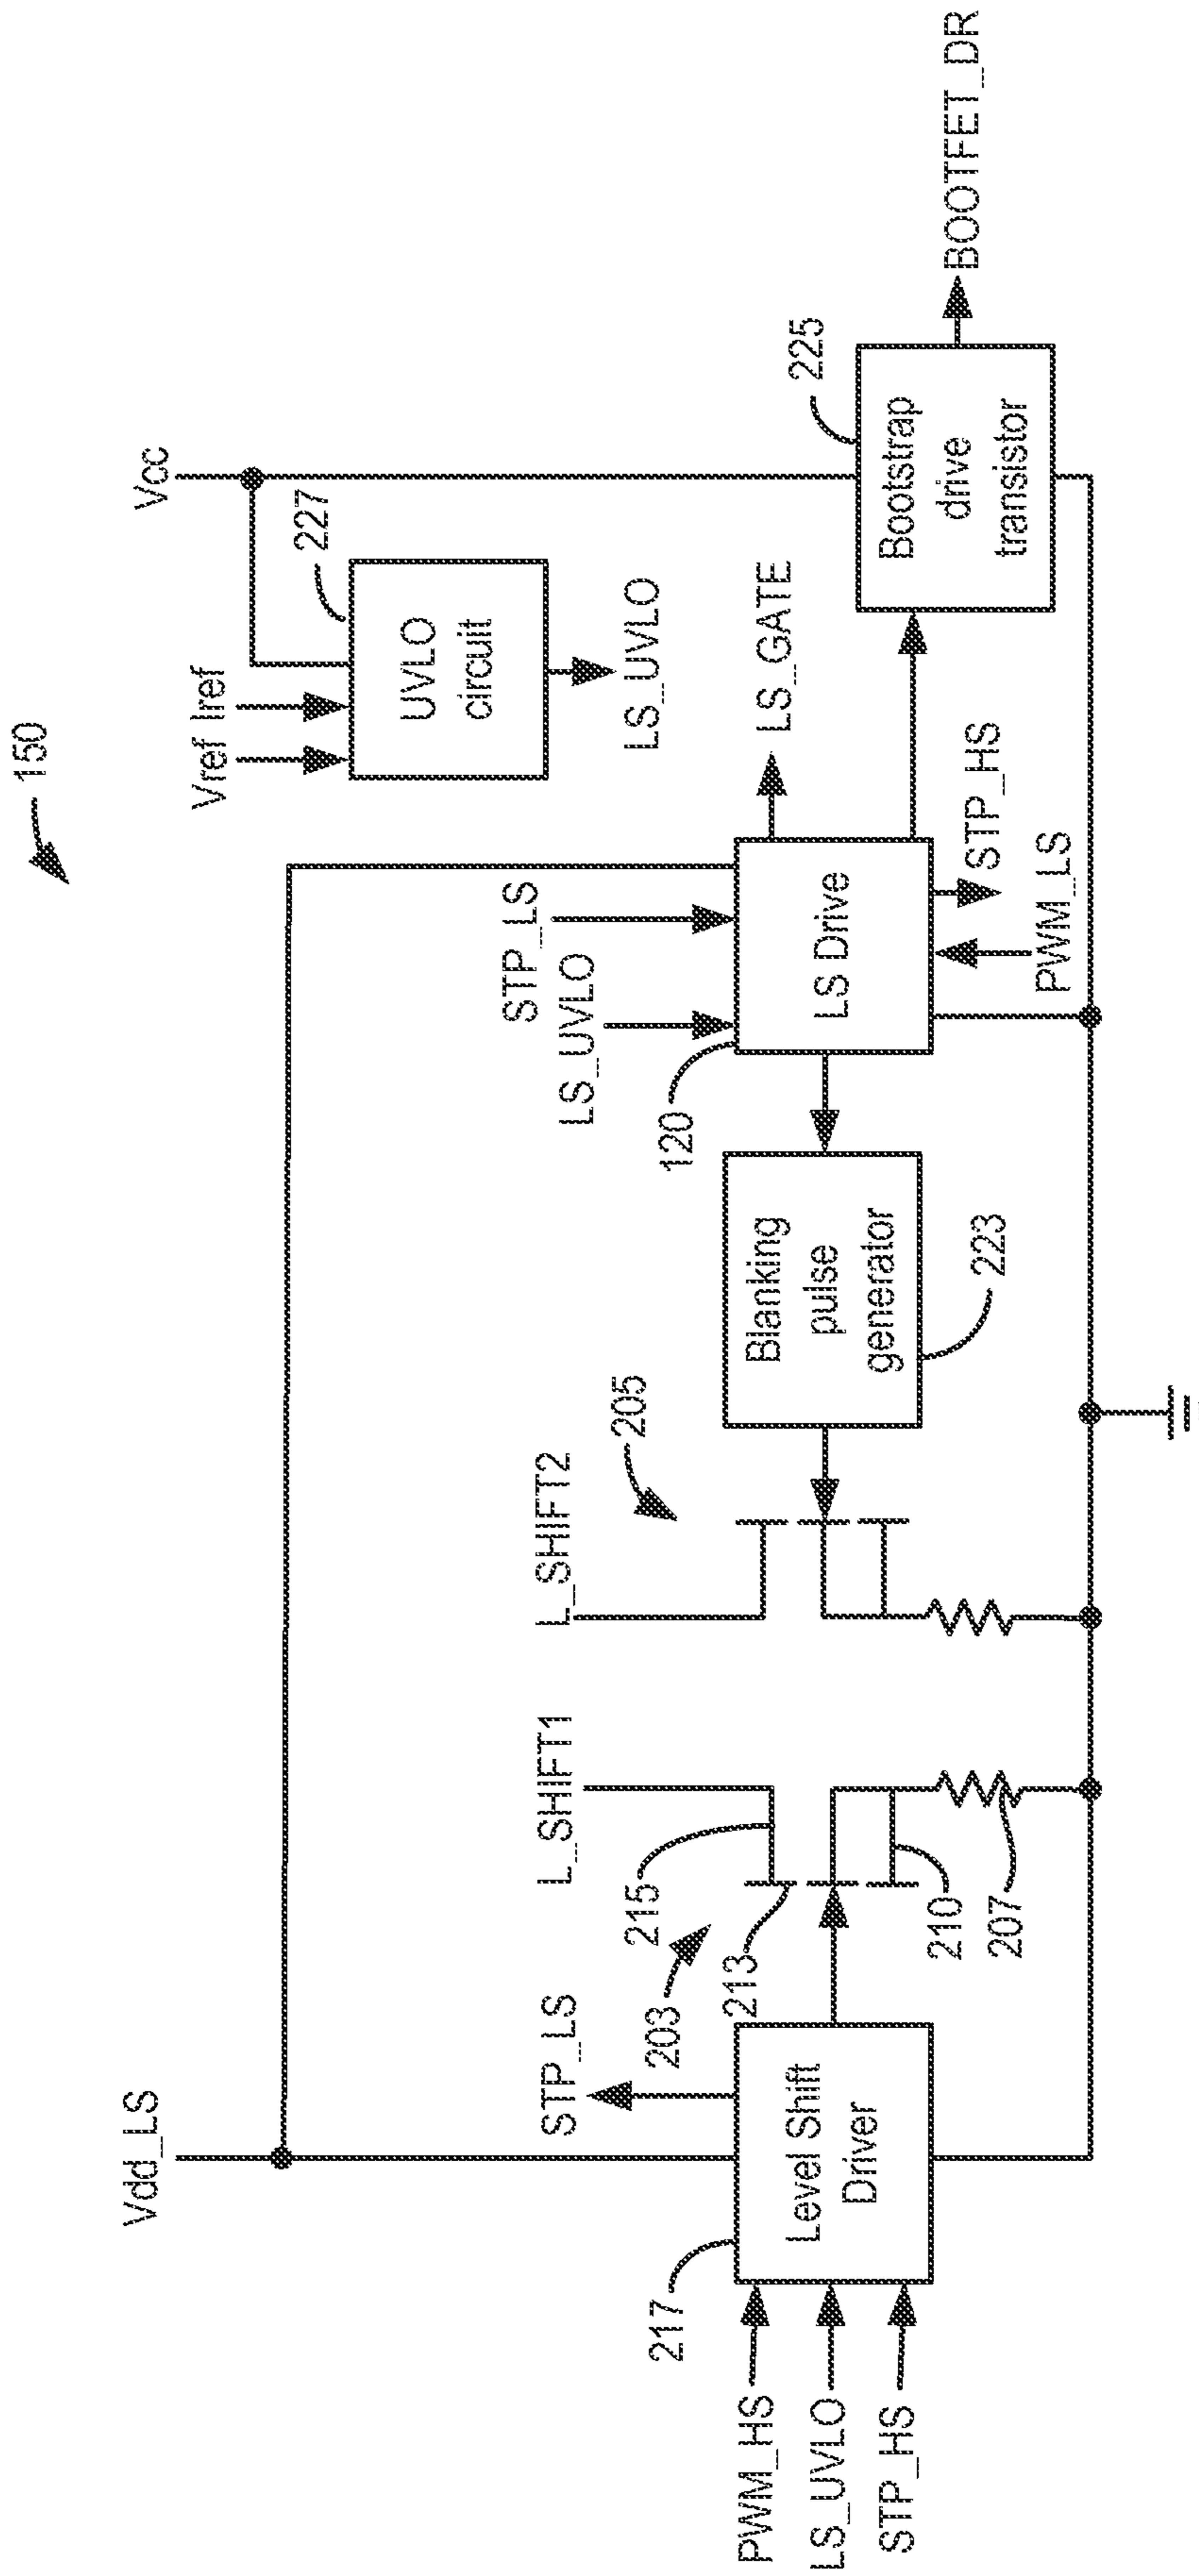 150
Vdd_LS
Vcc
Vref
Iref
227
UVLO
circuit
LS_UVLO
STP_LS
L_SHIFT1
L_SHIFT2
205
STP_LS
LS_UVLO
LS_GATE
225
217
203
215
213
120
PWM_HS
LS_UVLO
STP_HS
Level Shift
Driver
210
207
Blanking
pulse
generator
223
LS Drive
STP_HS
PWM_LS
Bootstrap
drive
transistor
BOOTFET_DR